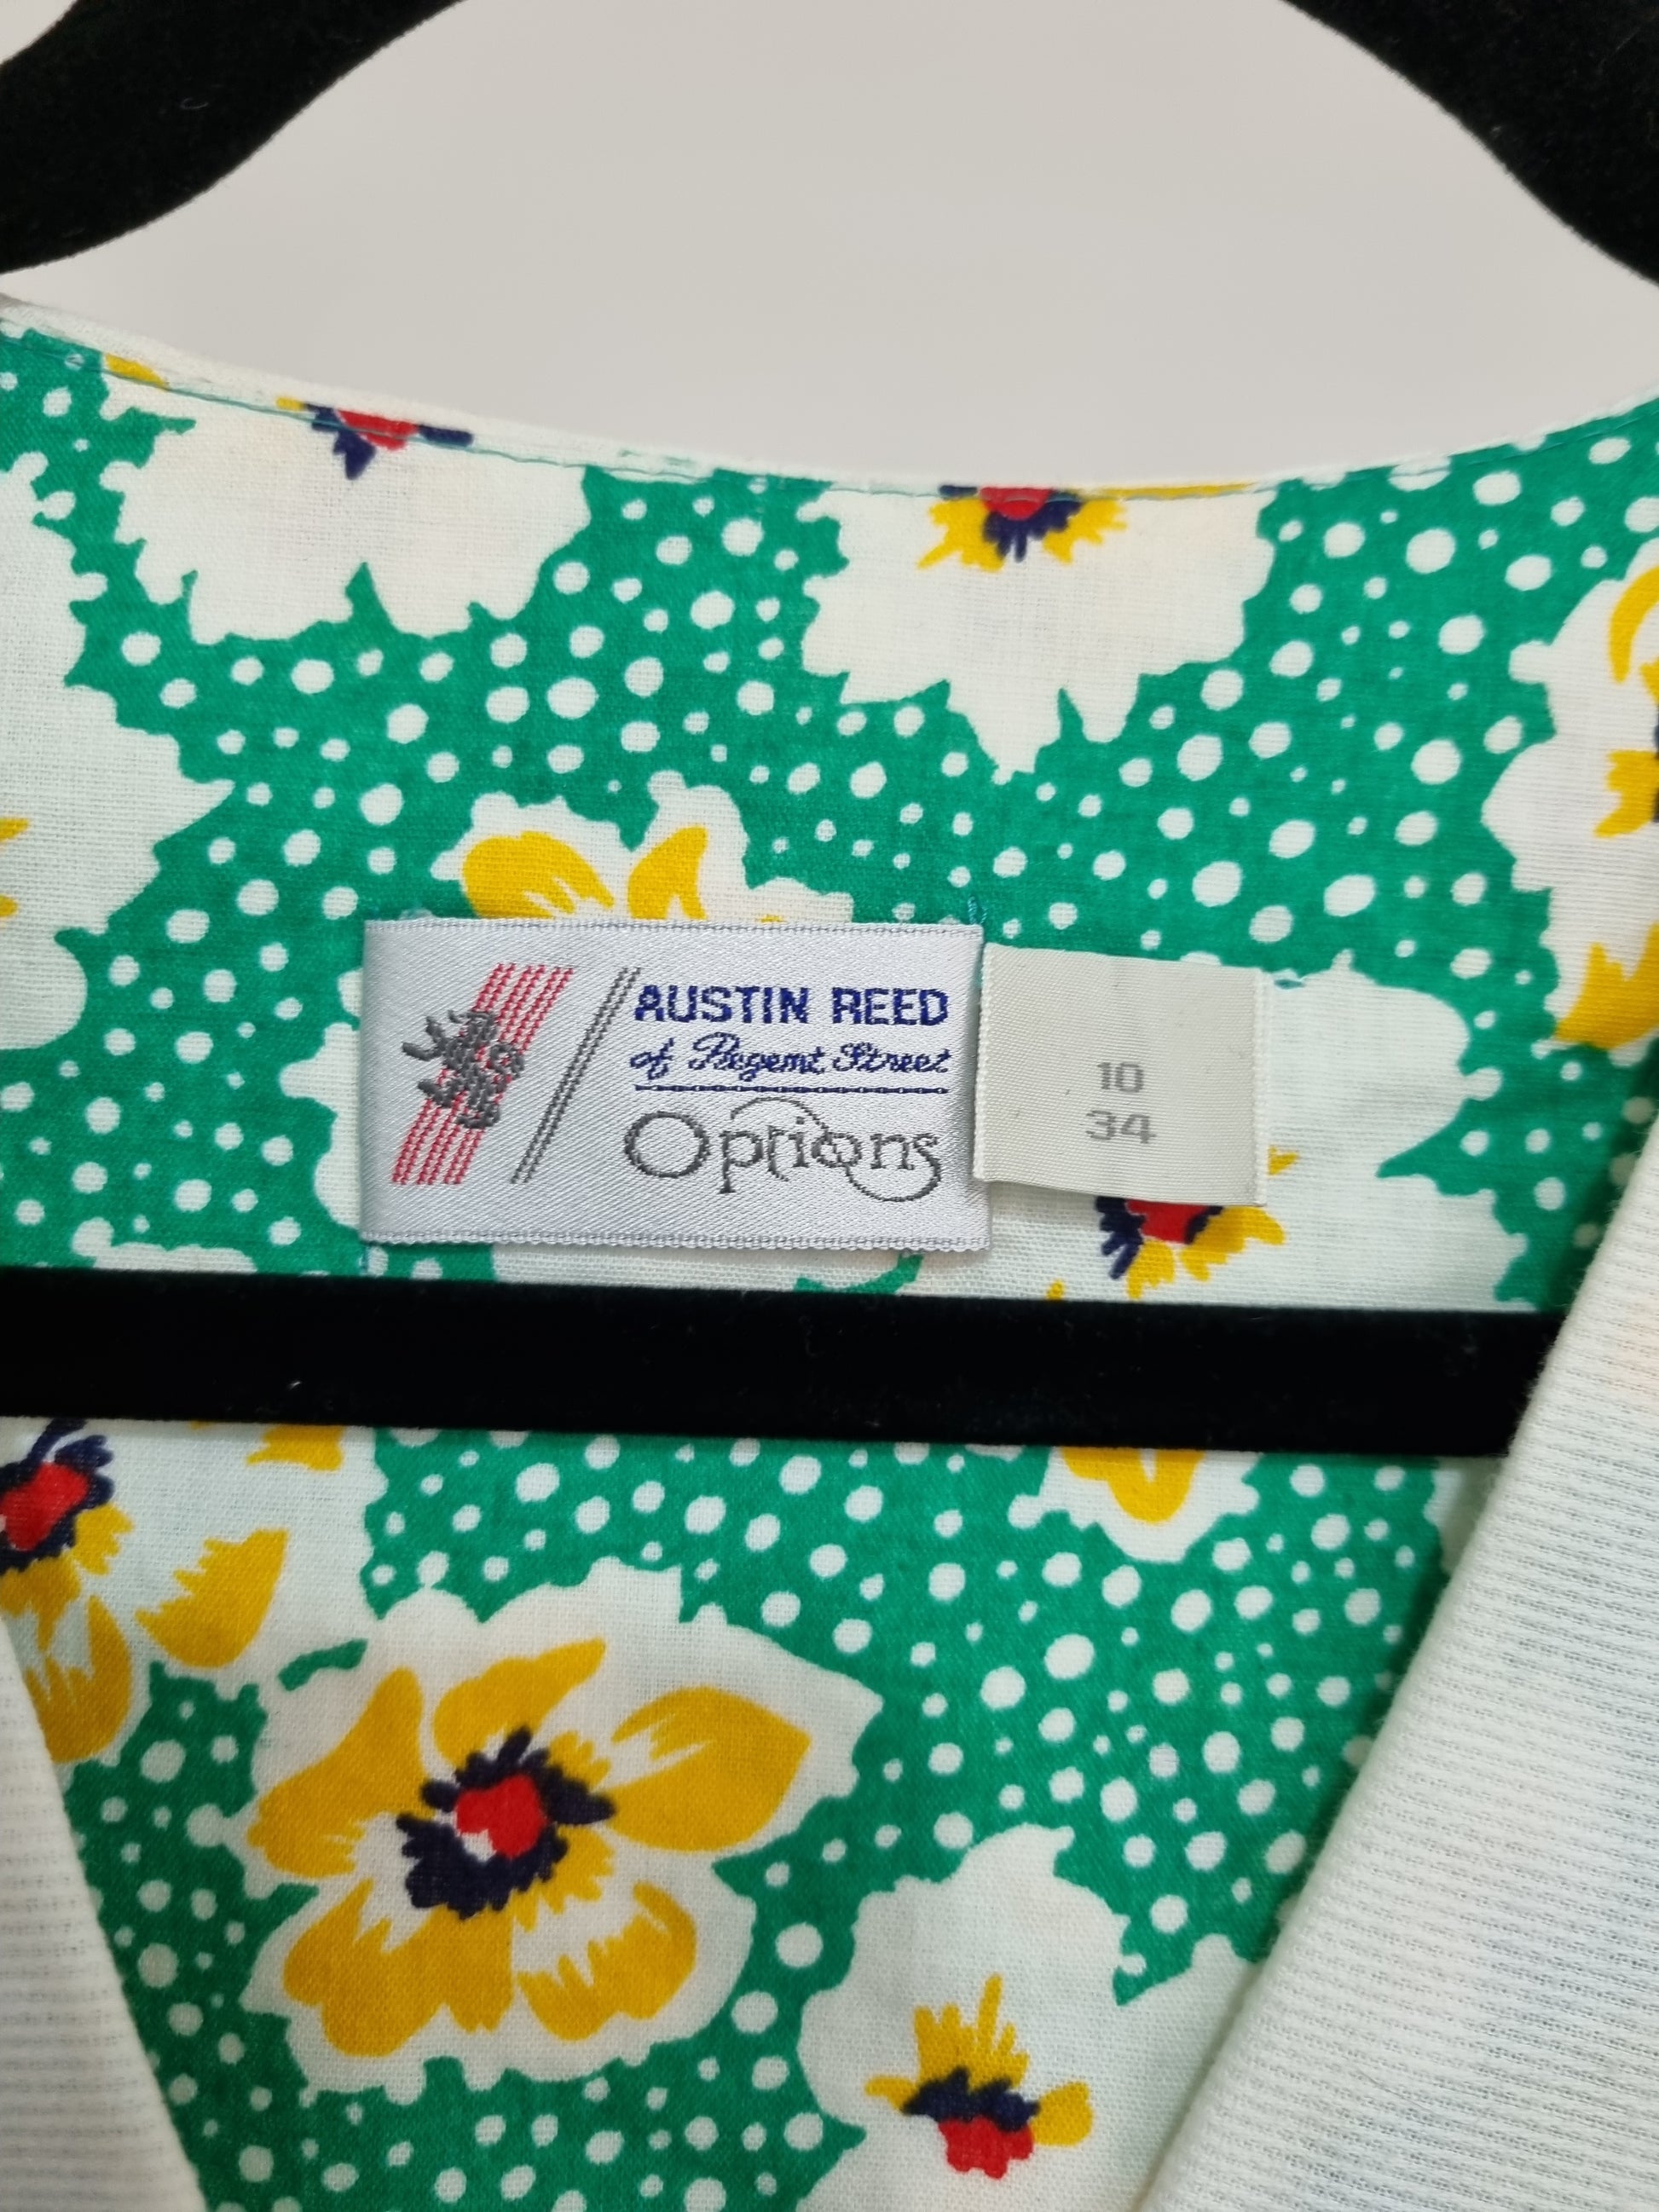 AUSTIN REED
of Regent Street
Options
10
34